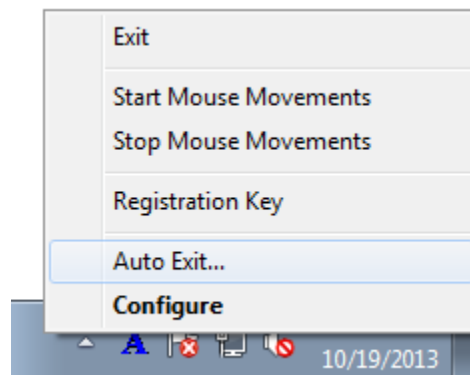 Exit
Start Mouse Movements
Stop Mouse Movements
Registration Key
Auto Exit...
Configure
A
10/19/2013